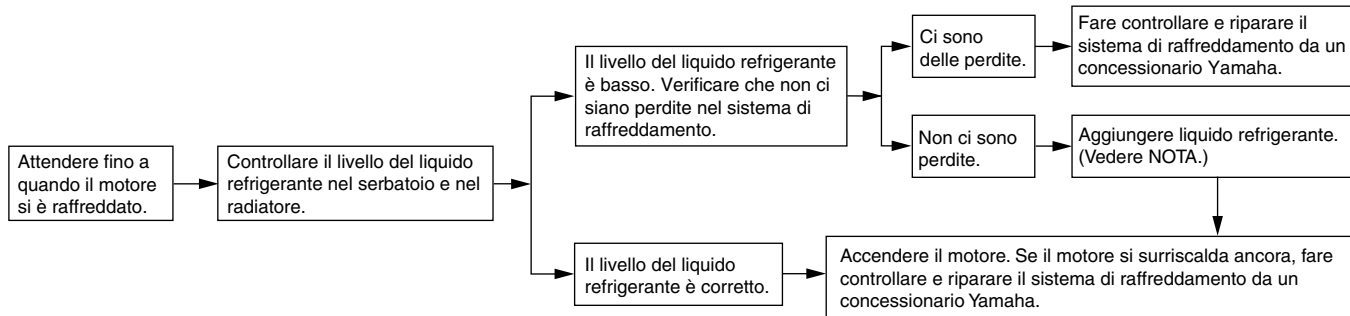 Attendere fino a
quando il motore
si è raffreddato.
Controllare il livello del liquido
refrigerante nel serbatoio e nel
radiatore.
Il livello del liquido refrigerante
è basso. Verificare che non ci
siano perdite nel sistema di
raffreddamento.
Ci sono
delle perdite.
Fare controllare e riparare il
sistema di raffreddamento da un
concessionario Yamaha.
Non ci sono
perdite.
Aggiungere liquido refrigerante.
(Vedere NOTA.)
Il livello del liquido
refrigerante è corretto.
Accendere il motore. Se il motore si surriscalda ancora, fare
controllare e riparare il sistema di raffreddamento da un
concessionario Yamaha.